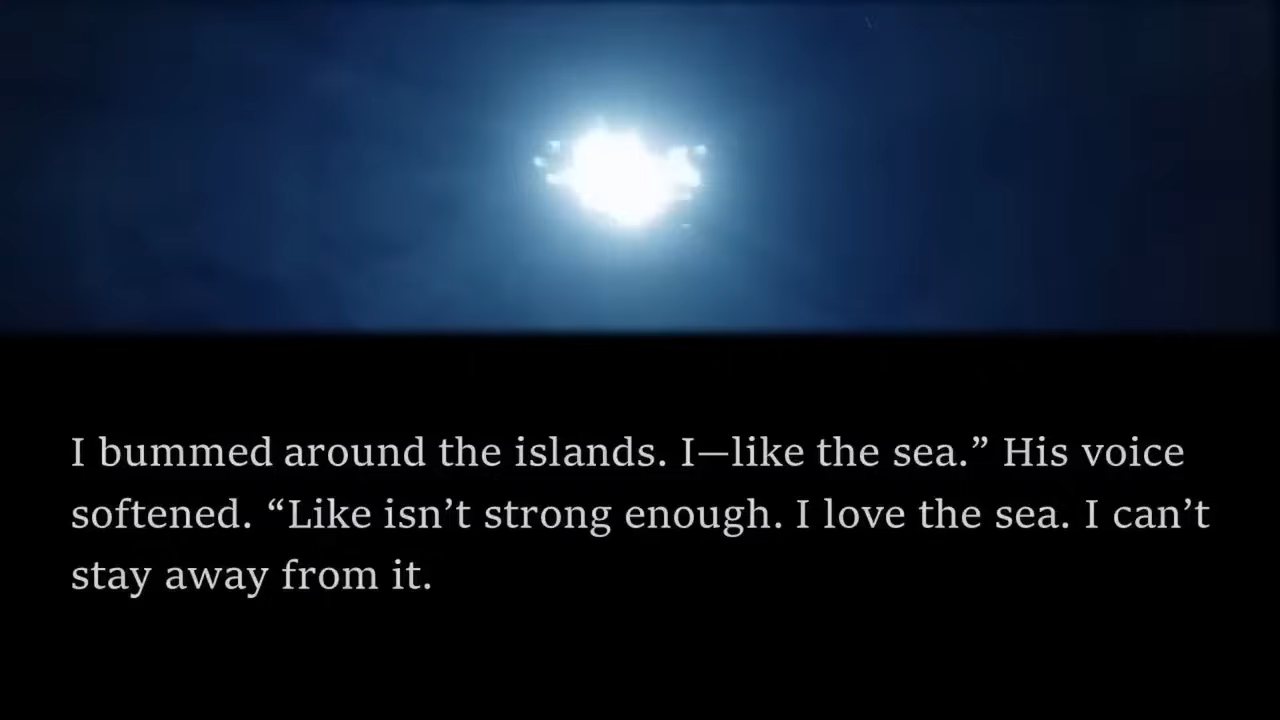 I bummed around the islands. I—like the sea.” His voice
softened. “Like isn’t strong enough. I love the sea. I can’t
stay away from it.